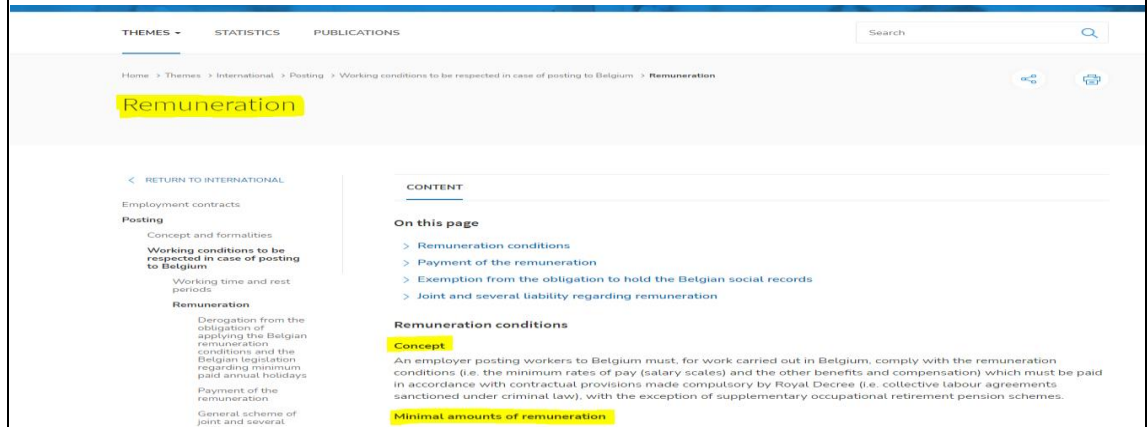 THEMES STATISTICS PUBLICATIONS Search
Home > Themes > International > Posting > Working conditions to be respected in case of posting to Belgium > Remuneration
Remuneration
< RETURN TO INTERNATIONAL
Employment contracts
Posting
Concept and formalities
Working conditions to be
respected in case of posting
to Belgium
Working time and rest
periods
Remuneration
Derogation from the
obligation of
applying the Belgian
remuneration
conditions and the
Belgian legislation
regarding minimum
paid annual holidays
Payment of the
remuneration
General scheme of
joint and several
CONTENT
On this page
> Remuneration conditions
> Payment of the remuneration
> Exemption from the obligation to hold the Belgian social records
> Joint and several liability regarding remuneration
Remuneration conditions
Concept
An employer posting workers to Belgium must, for work carried out in Belgium, comply with the remuneration
conditions (i.e. the minimum rates of pay (salary scales) and the other benefits and compensation) which must be paid
in accordance with contractual provisions made compulsory by Royal Decree (i.e. collective labour agreements
sanctioned under criminal law), with the exception of supplementary occupational retirement pension schemes.
Minimal amounts of remuneration